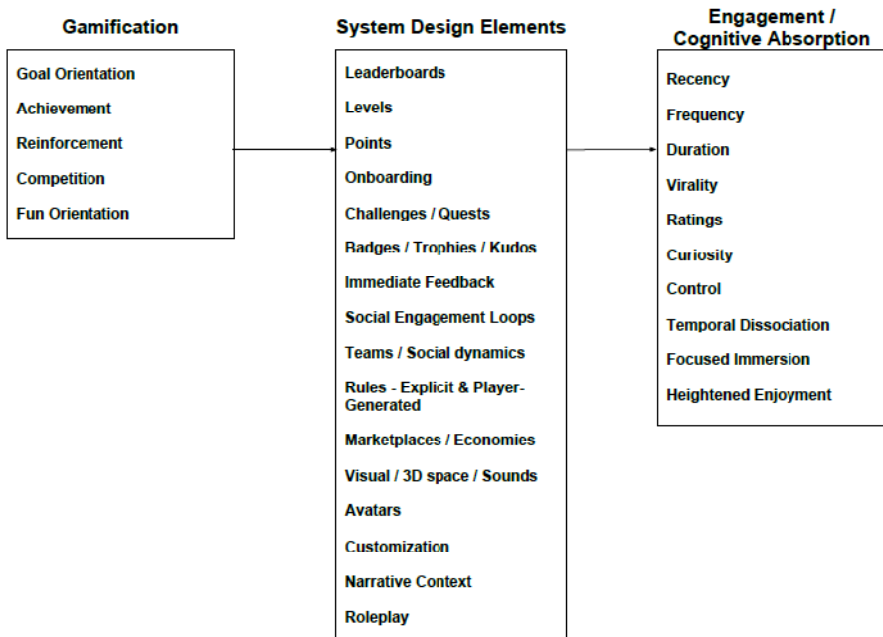 Gamification
Goal Orientation
Achievement
Reinforcement
Competition
Fun Orientation
System Design Elements
Leaderboards
Levels
Points
Onboarding
Challenges / Quests
Badges / Trophies / Kudos
Immediate Feedback
Social Engagement Loops
Teams / Social dynamics
Rules - Explicit & Player-
Generated
Marketplaces / Economies
Visual / 3D space / Sounds
Avatars
Customization
Narrative Context
Roleplay
Engagement /
Cognitive Absorption
Recency
Frequency
Duration
Virality
Ratings
Curiosity
Control
Temporal Dissociation
Focused Immersion
Heightened Enjoyment